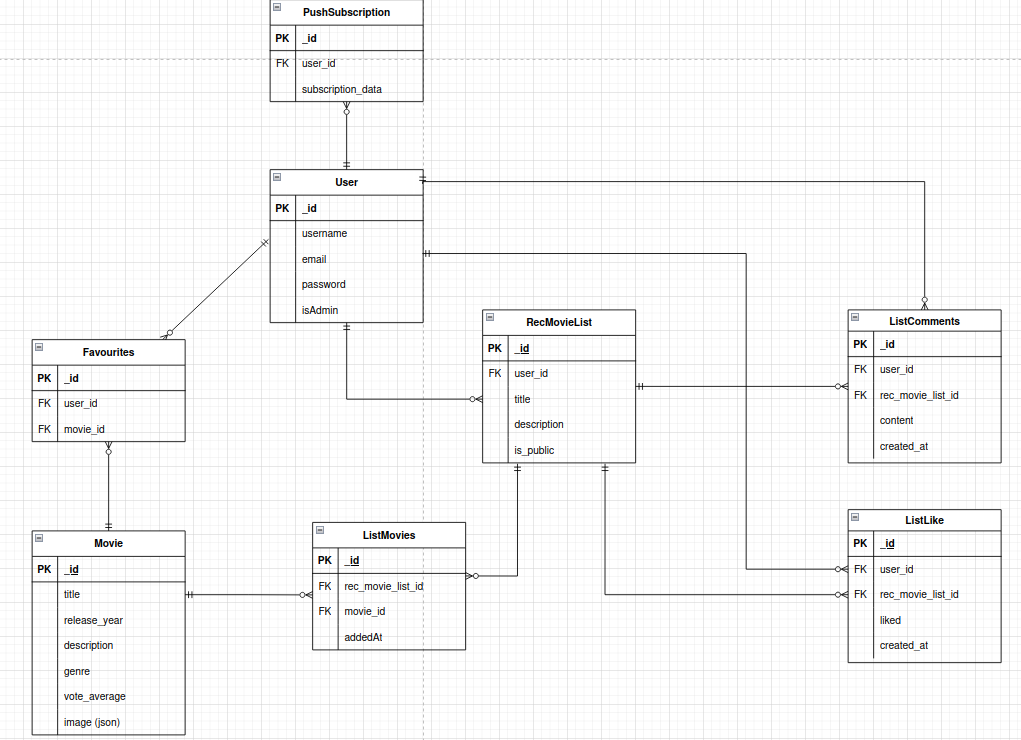 PushSubscription
PK _id
FK user_id
subscription_data
User
PK _id
username
email
password
isAdmin
RecMovieList
PK _id
FK user_id
title
description
is_public
ListComments
PK _id
FK user_id
FK rec_movie_list_id
content
created_at
Favourites
PK _id
FK user_id
FK movie_id
Movie
PK _id
title
release_year
description
genre
vote_average
image (json)
ListMovies
PK _id
FK rec_movie_list_id
FK movie_id
addedAt
ListLike
PK _id
FK user_id
FK rec_movie_list_id
liked
created_at